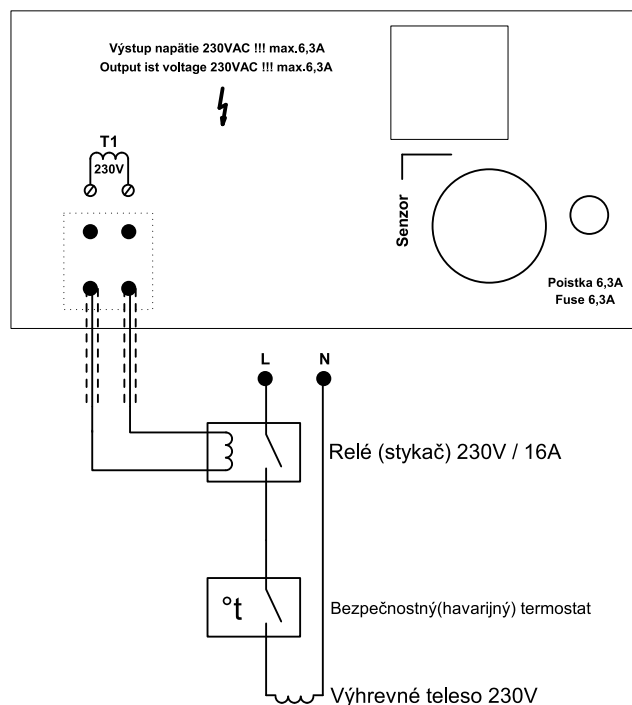 Výstup napätie 230VAC !!! max.6,3A
Output ist voltage 230VAC !!! max.6,3A
T1
230V
Senzor
Poistka 6,3A
Fuse 6,3A
L
N
Relé (stykač) 230V / 16A
°t
Bezpečnostný(havarijný) termostat
Výhrevné teleso 230V